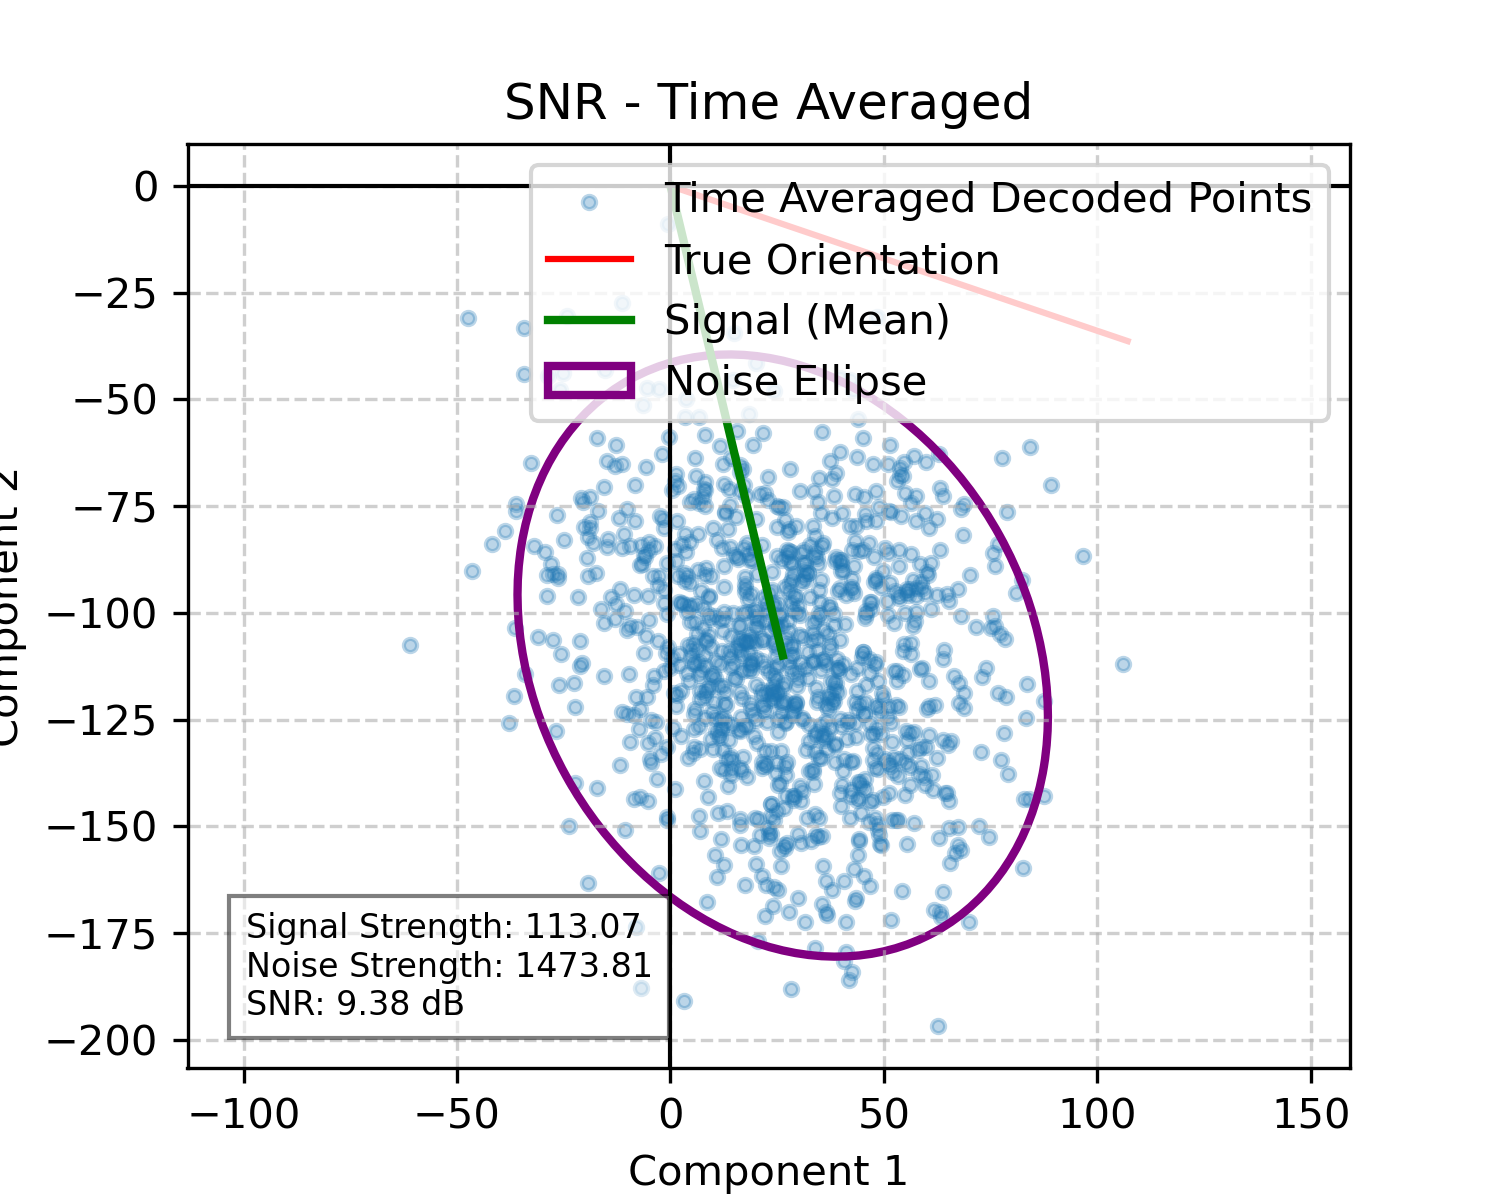 SNR - Time Averaged
Time Averaged Decoded Points
True Orientation
Signal (Mean)
Noise Ellipse
0
−25
−50
−75
−100
−125
−150
−175
−200
Component 2
Signal Strength: 113.07
Noise Strength: 1473.81
SNR: 9.38 dB
−100
−50
0
50
100
150
Component 1